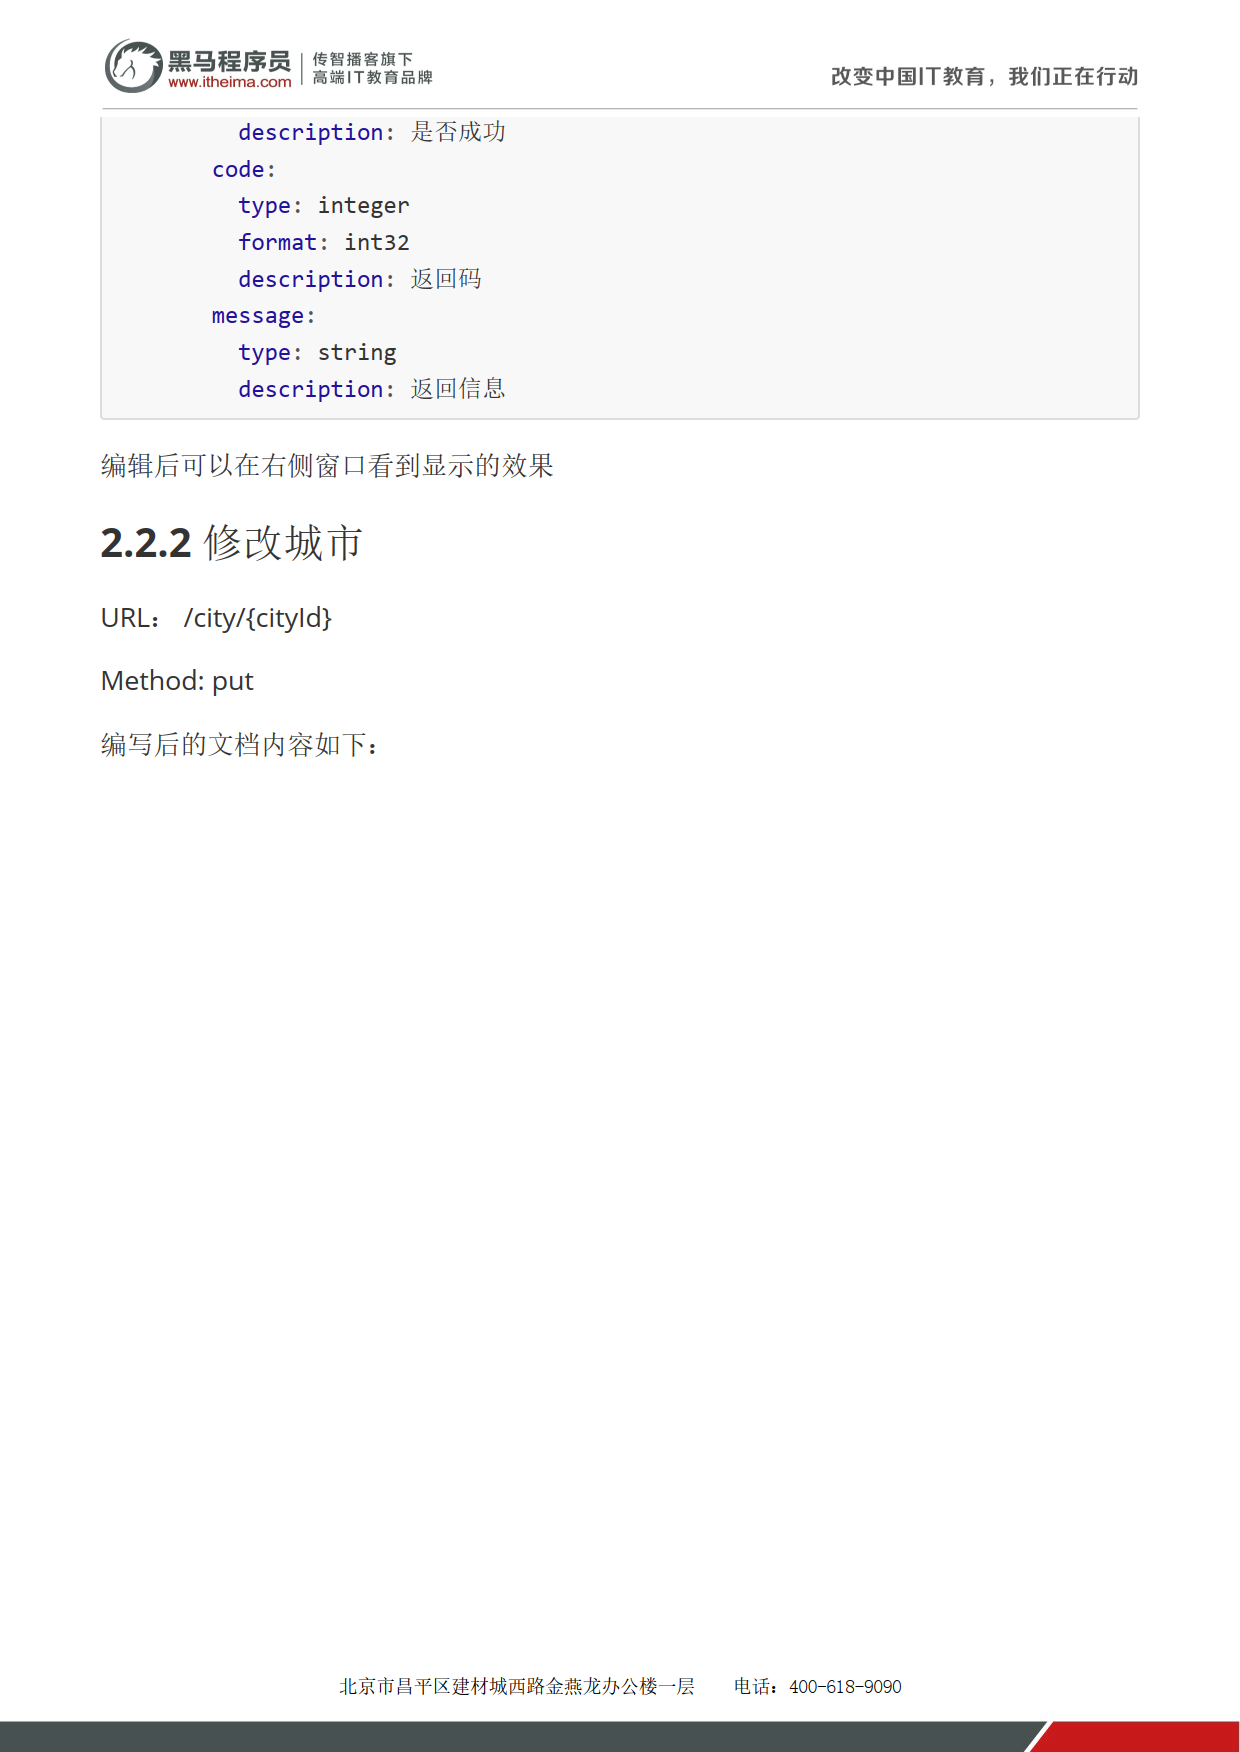 黑马程序员
www.itheima.com
传智播客旗下
高端IT教育品牌
改变中国IT教育，我们正在行动
description: 是否成功
code:
type: integer
format: int32
description: 返回码
message:
type: string
description: 返回信息
编辑后可以在右侧窗口看到显示的效果
2.2.2 修改城市
URL： /city/{cityId}
Method: put
编写后的文档内容如下：
北京市昌平区建材城西路金燕龙办公楼一层 电话：400-618-9090